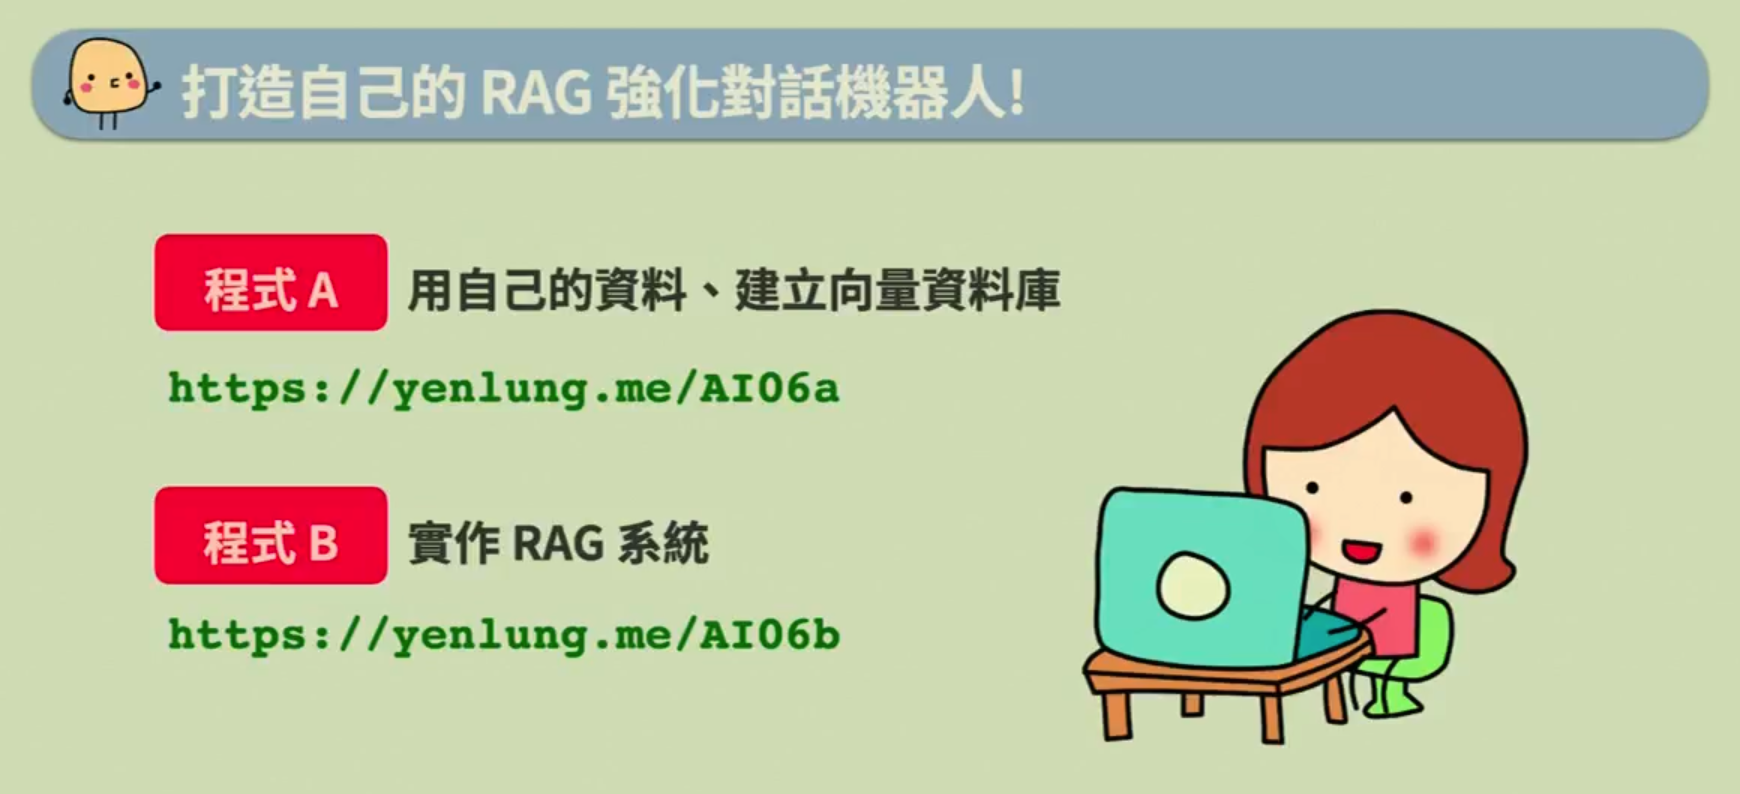 打造自己的 RAG 強化對話機器人!
程式 A 用自己的資料、建立向量資料庫
https://yenlung.me/AI06a
程式 B 實作 RAG 系統
https://yenlung.me/AI06b